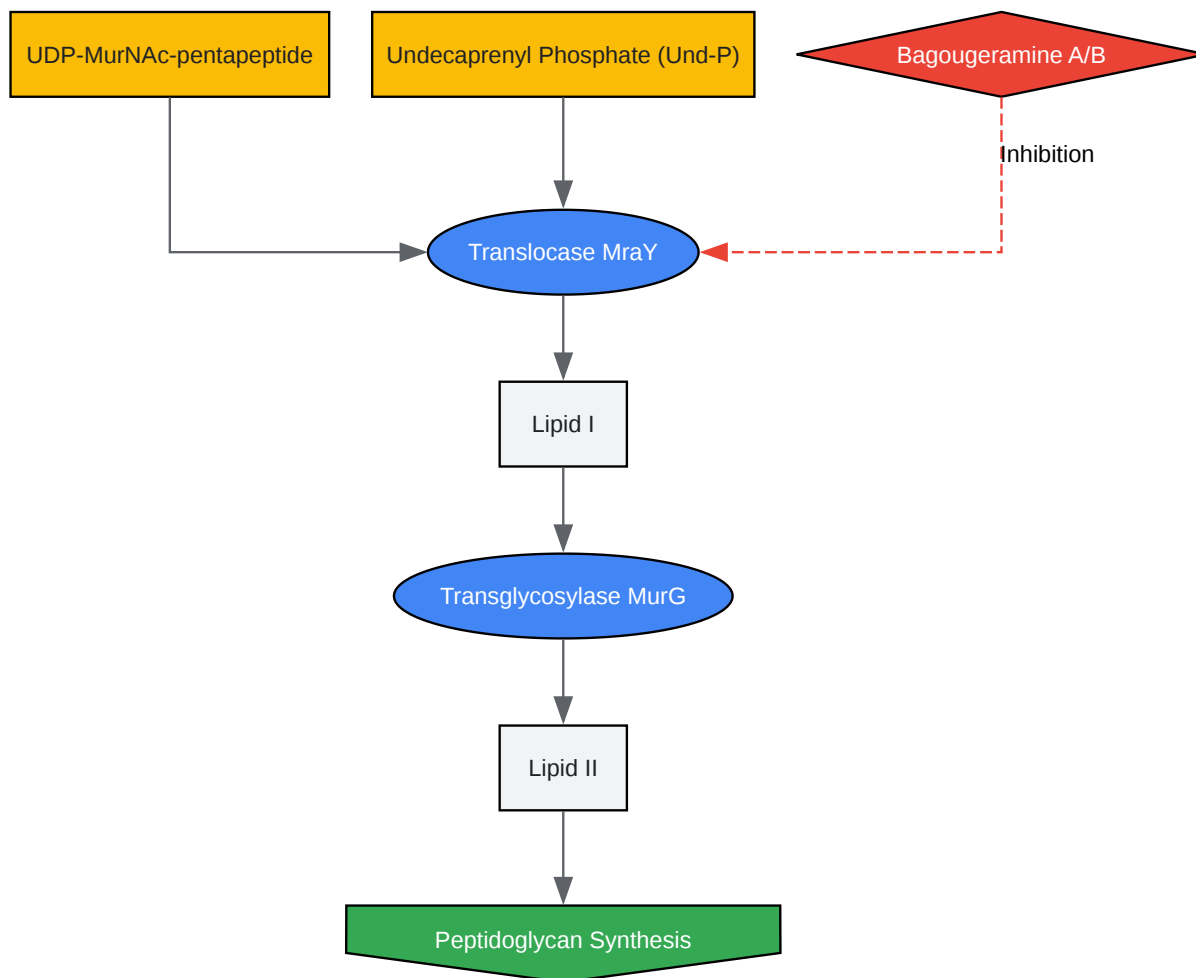 UDP-MurNAc-pentapeptide
Undecaprenyl Phosphate (Und-P)
Bagougeramine A/B
Inhibition
Translocase MraY
Lipid I
Transglycosylase MurG
Lipid II
Peptidoglycan Synthesis